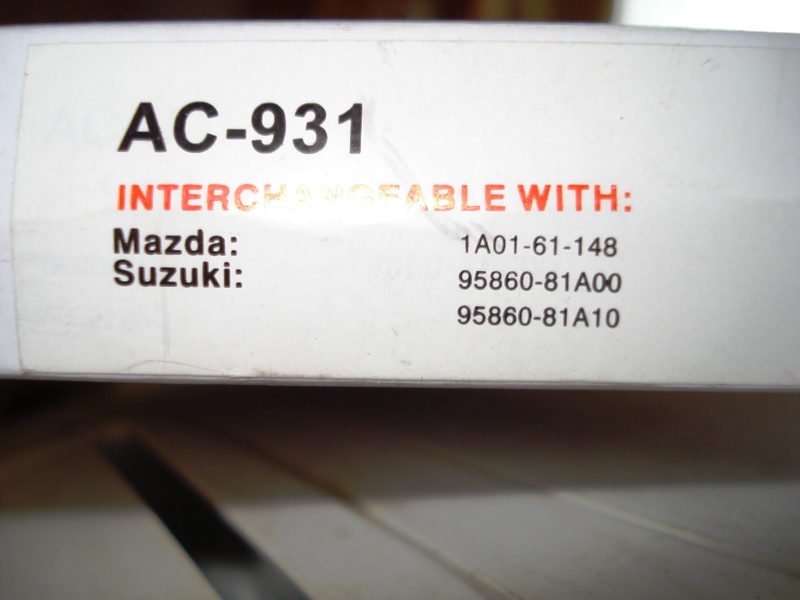 AC-931
INTERCHANGEABLE WITH:
Mazda: 1A01-61-148
Suzuki: 95860-81A00
95860-81A10